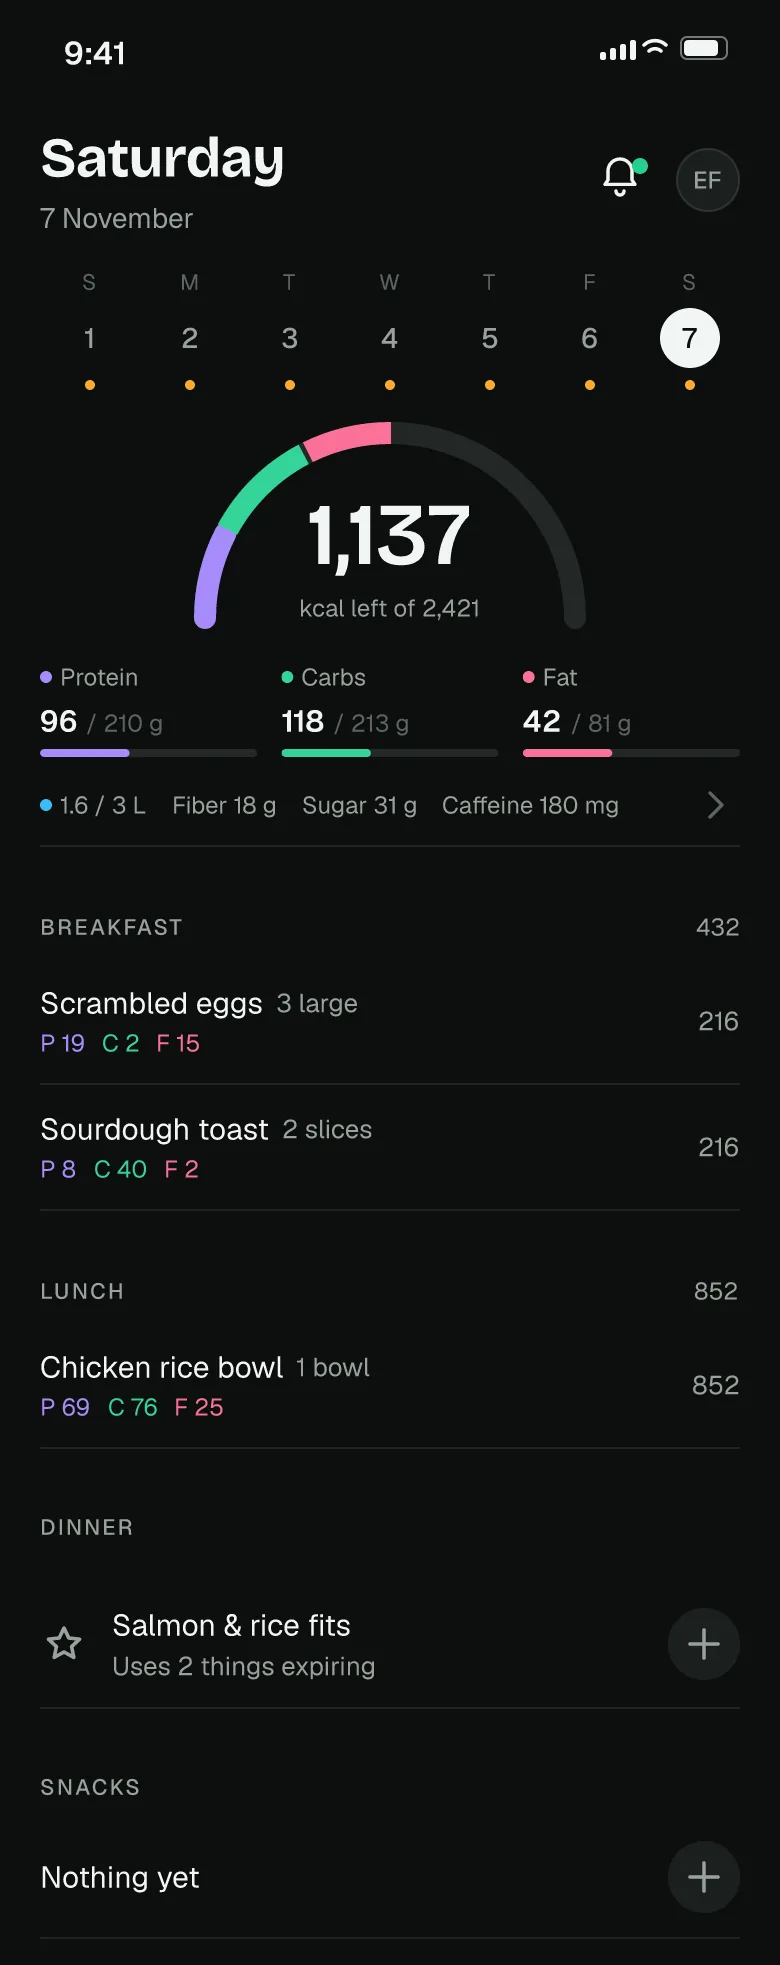 9:41
Saturday
7 November
EF
S M T W T F S
1 2 3 4 5 6 7
1,137
kcal left of 2,421
Protein Carbs Fat
96 / 210 g 118 / 213 g 42 / 81 g
1.6 / 3 L Fiber 18 g Sugar 31 g Caffeine 180 mg
BREAKFAST 432
Scrambled eggs 3 large
216
P 19 C 2 F 15
Sourdough toast 2 slices
216
P 8 C 40 F 2
LUNCH 852
Chicken rice bowl 1 bowl
852
P 69 C 76 F 25
DINNER
Salmon & rice fits
Uses 2 things expiring
SNACKS
Nothing yet